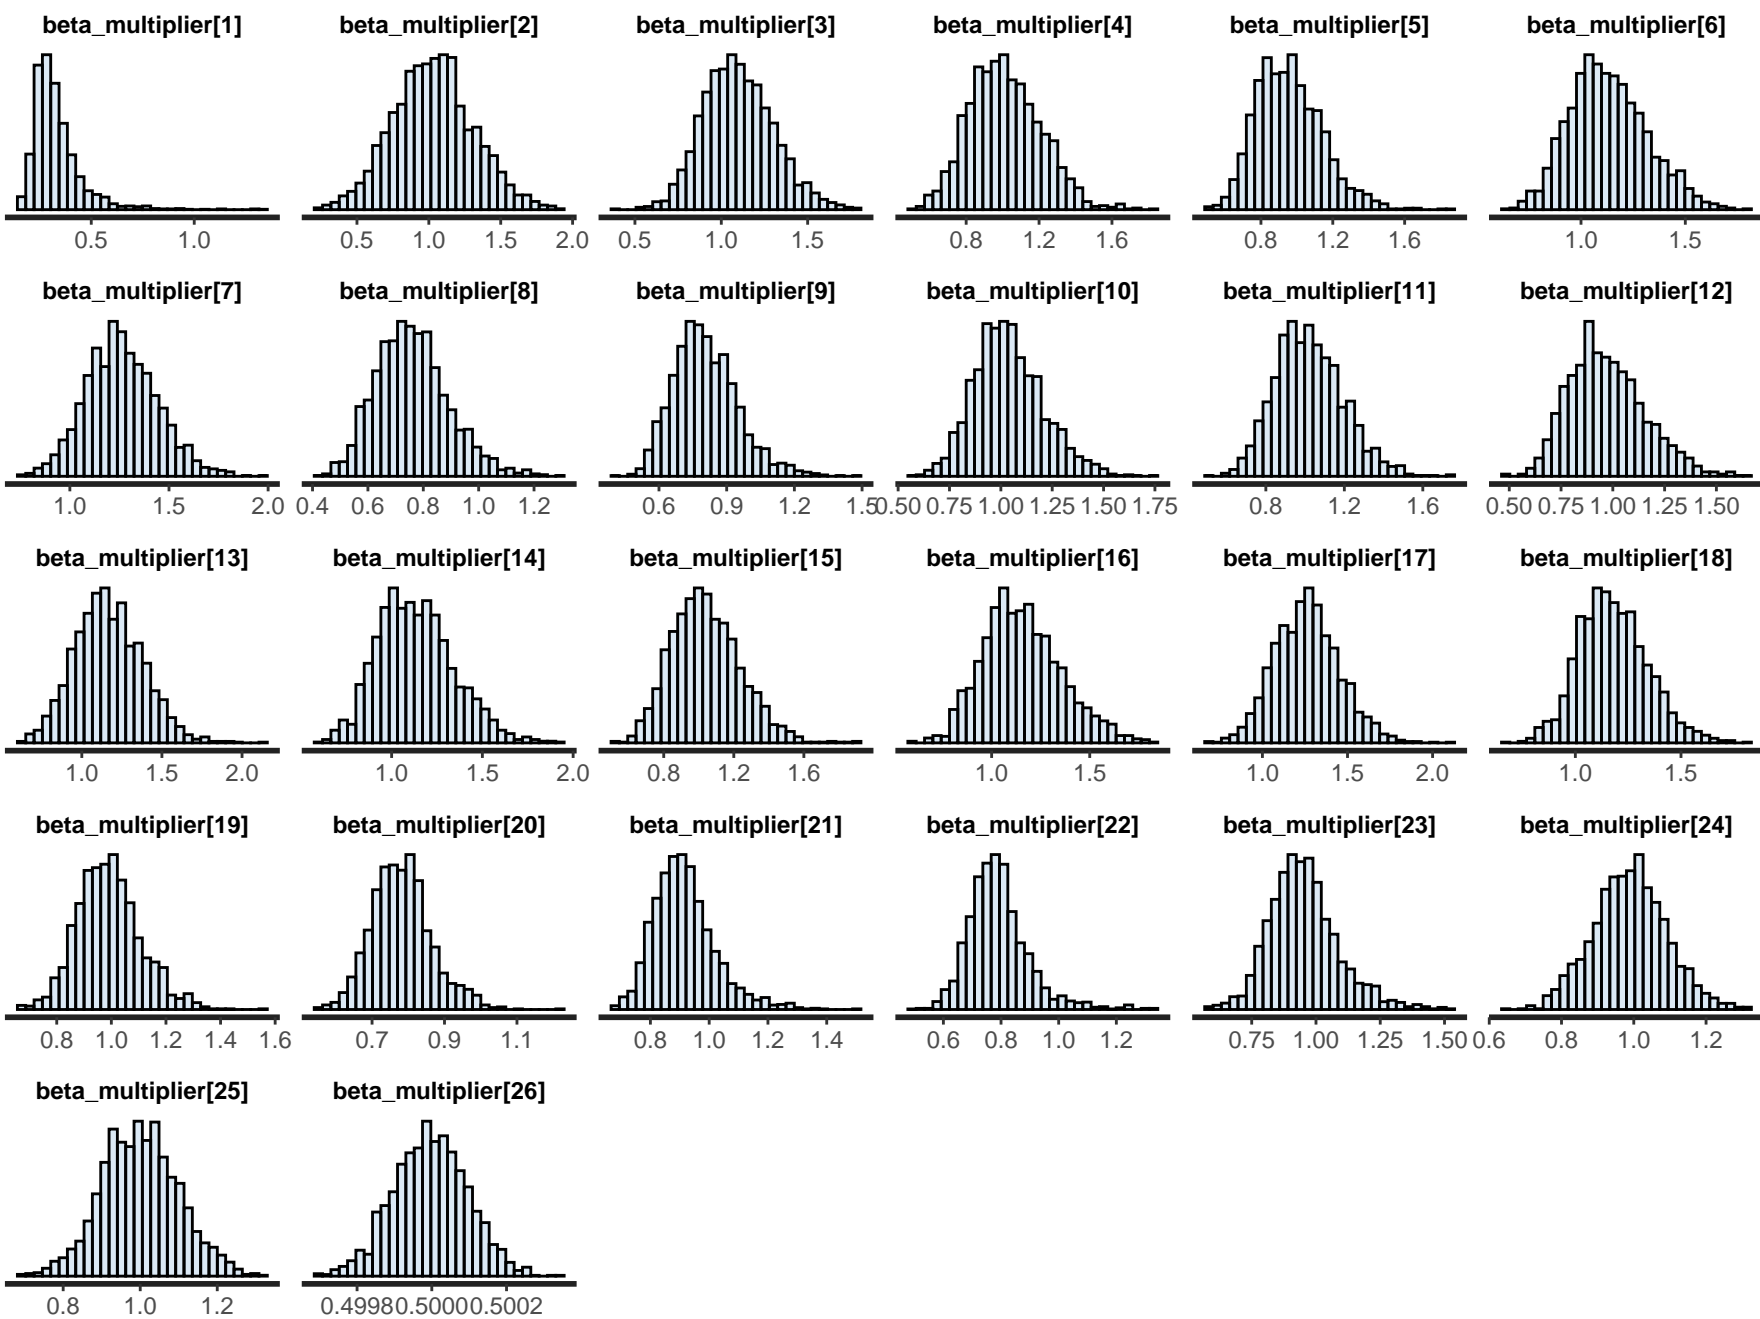 beta_multiplier[1] beta_multiplier[2] beta_multiplier[3] beta_multiplier[4] beta_multiplier[5] beta_multiplier[6]
0.5 1.0 0.5 1.0 1.5 2.0 0.5 1.0 1.5 0.8 1.2 1.6 0.8 1.2 1.6 1.0 1.5
beta_multiplier[7] beta_multiplier[8] beta_multiplier[9] beta_multiplier[10] beta_multiplier[11] beta_multiplier[12]
1.0 1.5 2.0 0.4 0.6 0.8 1.0 1.2 0.6 0.9 1.2 1.5 0.50 0.75 1.00 1.25 1.50 1.75 0.8 1.2 1.6 0.50 0.75 1.00 1.25 1.50
beta_multiplier[13] beta_multiplier[14] beta_multiplier[15] beta_multiplier[16] beta_multiplier[17] beta_multiplier[18]
1.0 1.5 2.0 1.0 1.5 2.0 0.8 1.2 1.6 1.0 1.5 1.0 1.5 2.0 1.0 1.5
beta_multiplier[19] beta_multiplier[20] beta_multiplier[21] beta_multiplier[22] beta_multiplier[23] beta_multiplier[24]
0.8 1.0 1.2 1.4 1.6 0.7 0.9 1.1 0.8 1.0 1.2 1.4 0.6 0.8 1.0 1.2 0.75 1.00 1.25 1.50 0.6 0.8 1.0 1.2
beta_multiplier[25] beta_multiplier[26]
0.8 1.0 1.2 0.4998 0.5000 0.5002